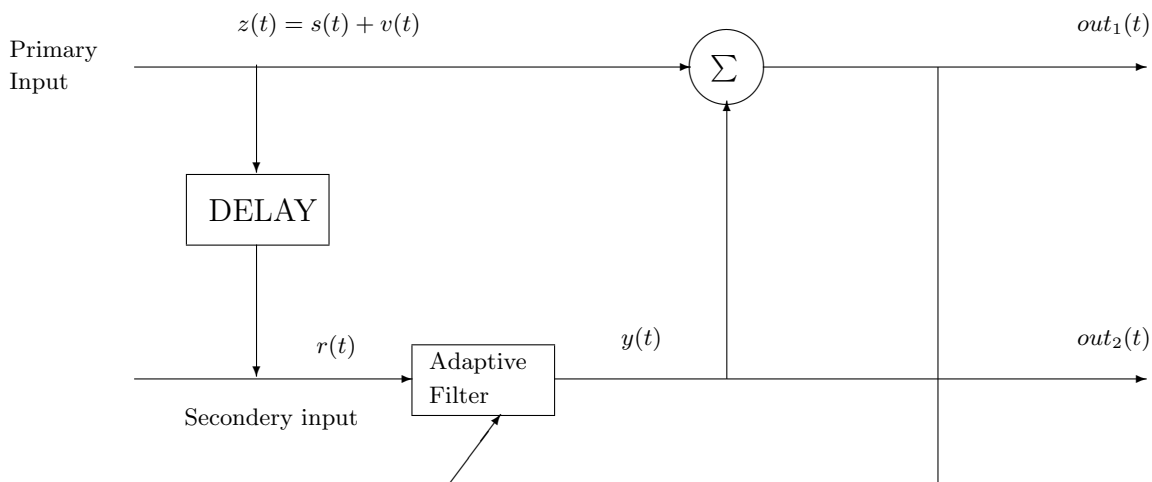 z(t) = s(t) + v(t)
out₁(t)
Primary
Input
Σ
DELAY
r(t)
y(t)
out₂(t)
Adaptive
Filter
Secondery input